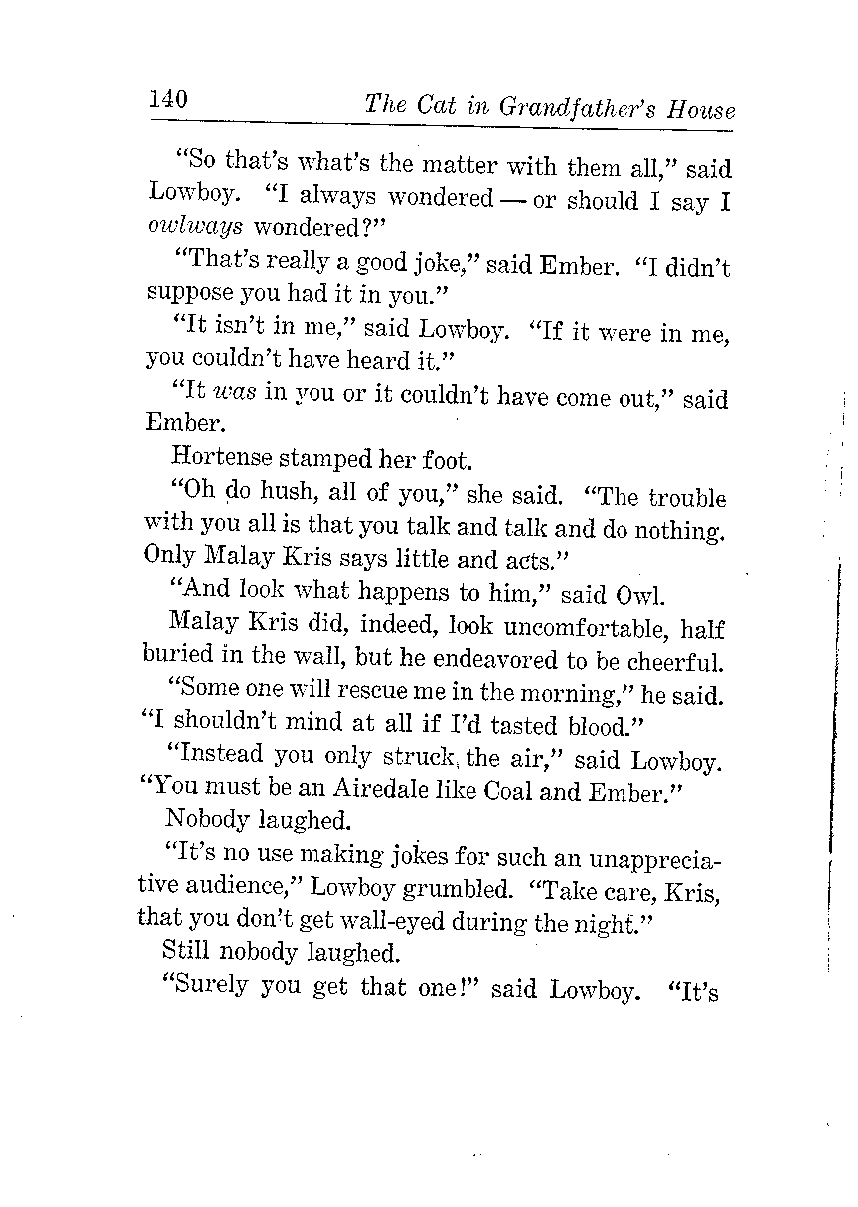 140 The Cat in Grandfather's House
“So that's what's the matter with them all,” said
Lowboy. “I always wondered — or should I say I
owlways wondered?”
“That's really a good joke,” said Ember. “I didn't
suppose you had it in you.”
“It isn't in me,” said Lowboy. “If it were in me,
you couldn't have heard it.”
“It was in you or it couldn't have come out,” said
Ember.
Hortense stamped her foot.
“Oh do hush, all of you,” she said. “The trouble
with you all is that you talk and talk and do nothing.
Only Malay Kris says little and acts.”
“And look what happens to him,” said Owl.
Malay Kris did, indeed, look uncomfortable, half
buried in the wall, but he endeavored to be cheerful.
“Some one will rescue me in the morning,” he said.
“I shouldn't mind at all if I'd tasted blood.”
“Instead you only struck the air,” said Lowboy.
“You must be an Airedale like Coal and Ember.”
Nobody laughed.
“It's no use making jokes for such an unapprecia-
tive audience,” Lowboy grumbled. “Take care, Kris,
that you don't get wall-eyed during the night.”
Still nobody laughed.
“Surely you get that one!” said Lowboy. “It's